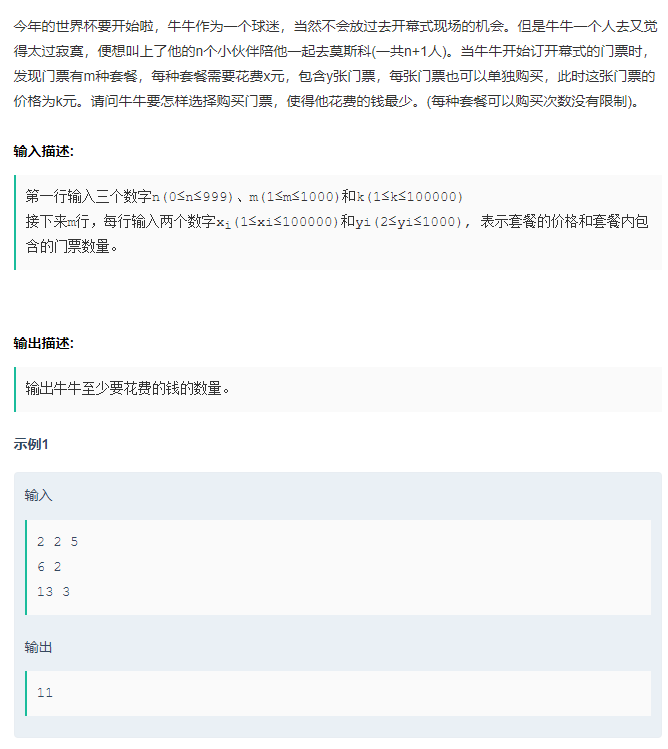 今年的世界杯要开始啦，牛牛作为一个球迷，当然不会放过去开幕式现场的机会。但是牛牛一个人去又觉
得太过寂寞，便想叫上了他的n个小伙伴陪他一起去莫斯科(一共n+1人)。当牛牛开始订开幕式的门票时，
发现门票有m种套餐，每种套餐需要花费x元，包含y张门票，每张门票也可以单独购买，此时这张门票的
价格为k元。请问牛牛要怎样选择购买门票，使得他花费的钱最少。(每种套餐可以购买次数没有限制)。
输入描述:
第一行输入三个数字n(0≤n≤999)、m(1≤m≤1000)和k(1≤k≤100000)
接下来m行，每行输入两个数字xi(1≤xi≤100000)和yi(2≤yi≤1000), 表示套餐的价格和套餐内包
含的门票数量。
输出描述:
输出牛牛至少要花费的钱的数量。
示例1
输入
2 2 5
6 2
13 3
输出
11